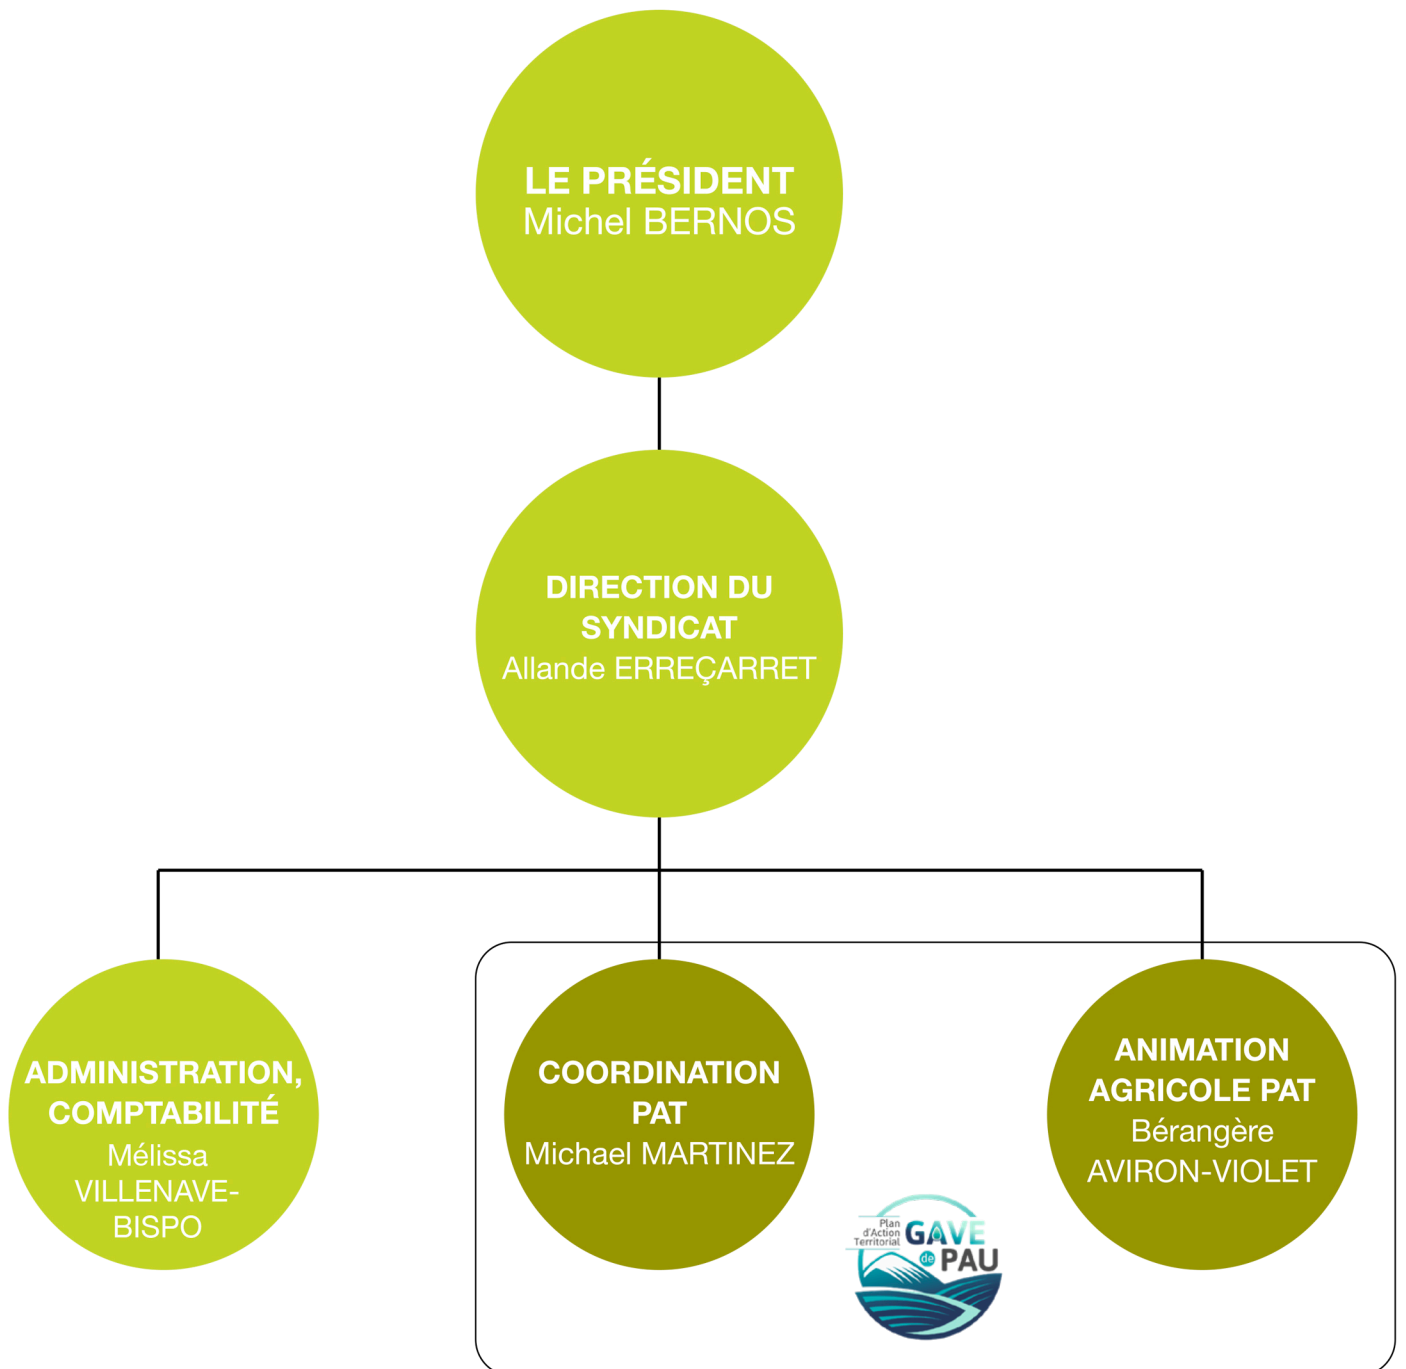 LE PRÉSIDENT
Michel BERNOS
DIRECTION DU
SYNDICAT
Allande ERREÇARRET
ADMINISTRATION,
COMPTABILITÉ
Mélissa
VILLENAVE-
BISPO
COORDINATION
PAT
Michael MARTINEZ
ANIMATION
AGRICOLE PAT
Bérangère
AVIRON-VIOLET
Plan
d'Action
Territorial
GAVE
de PAU